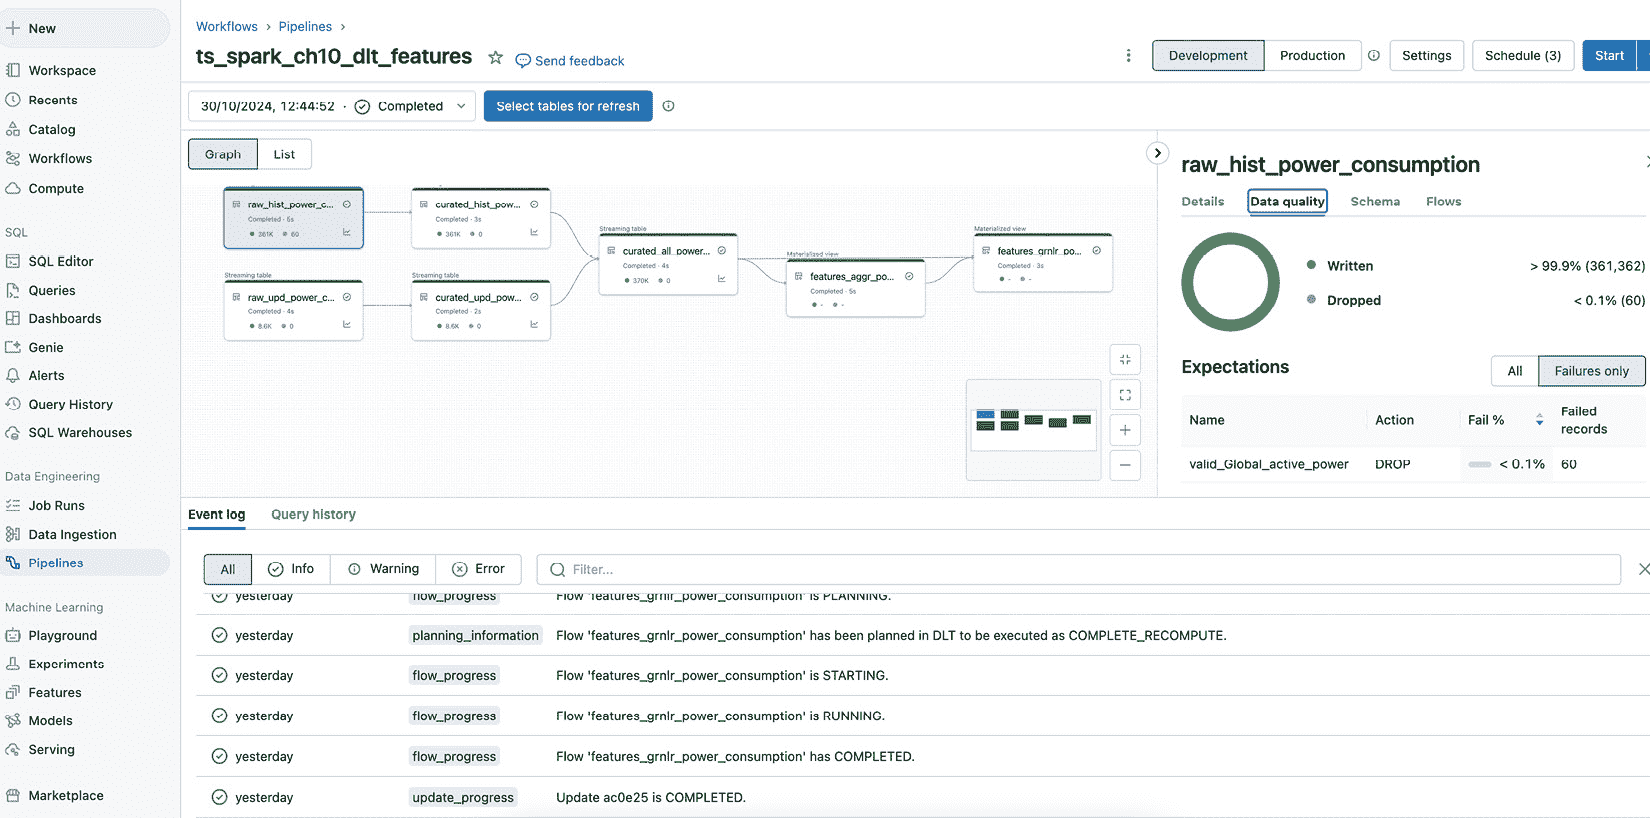 New
Workspace
Recents
Catalog
Workflows
Compute
SQL
SQL Editor
Queries
Dashboards
Genie
Alerts
Query History
SQL Warehouses
Data Engineering
Job Runs
Data Ingestion
Pipelines
Machine Learning
Playground
Experiments
Features
Models
Serving
Marketplace
Workflows › Pipelines ›
ts_spark_ch10_dlt_features
Send feedback
Development Production Settings Schedule (3) Start
30/10/2024, 12:44:52 · Completed
Select tables for refresh
Graph List
raw_hist_power_c...
Completed · 5s
361K 60
curated_hist_pow...
Completed · 3s
361K 0
Streaming table
raw_upd_power_c...
Completed · 4s
8.6K 0
Streaming table
curated_upd_pow...
Completed · 2s
8.6K 0
Streaming table
curated_all_power...
Completed · 4s
370K 0
Materialized view
features_aggr_po...
Completed · 5s
- -
Materialized view
features_grnlr_po...
Completed · 3s
- -
raw_hist_power_consumption
Details Data quality Schema Flows
Written > 99.9% (361,362)
Dropped < 0.1% (60)
Expectations
All Failures only
Name Action Fail % Failed records
valid_Global_active_power DROP < 0.1% 60
Event log Query history
All Info Warning Error Filter...
yesterday flow_progress Flow 'features_grnlr_power_consumption' is PLANNING.
yesterday planning_information Flow 'features_grnlr_power_consumption' has been planned in DLT to be executed as COMPLETE_RECOMPUTE.
yesterday flow_progress Flow 'features_grnlr_power_consumption' is STARTING.
yesterday flow_progress Flow 'features_grnlr_power_consumption' is RUNNING.
yesterday flow_progress Flow 'features_grnlr_power_consumption' has COMPLETED.
yesterday update_progress Update ac0e25 is COMPLETED.